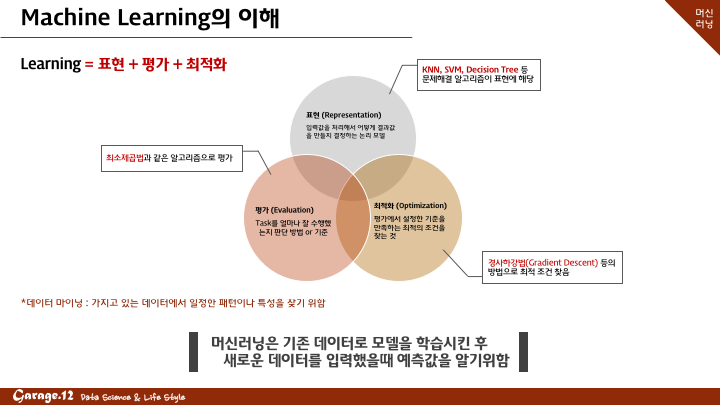 Machine Learning의 이해
머신
러닝
Learning = 표현 + 평가 + 최적화
KNN, SVM, Decision Tree 등
문제해결 알고리즘이 표현에 해당
표현 (Representation)
입력값을 처리해서 어떻게 결과값
을 만들지 결정하는 논리 모델
최소제곱법과 같은 알고리즘으로 평가
평가 (Evaluation)
Task를 얼마나 잘 수행했
는지 판단 방법 or 기준
최적화 (Optimization)
평가에서 설정한 기준을
만족하는 최적의 조건을
찾는 것
경사하강법(Gradient Descent) 등의
방법으로 최적 조건 찾음
*데이터 마이닝 : 가지고 있는 데이터에서 일정한 패턴이나 특성을 찾기 위함
머신러닝은 기존 데이터로 모델을 학습시킨 후
새로운 데이터를 입력했을때 예측값을 알기위함
Garage.12 Data Science & Life Style